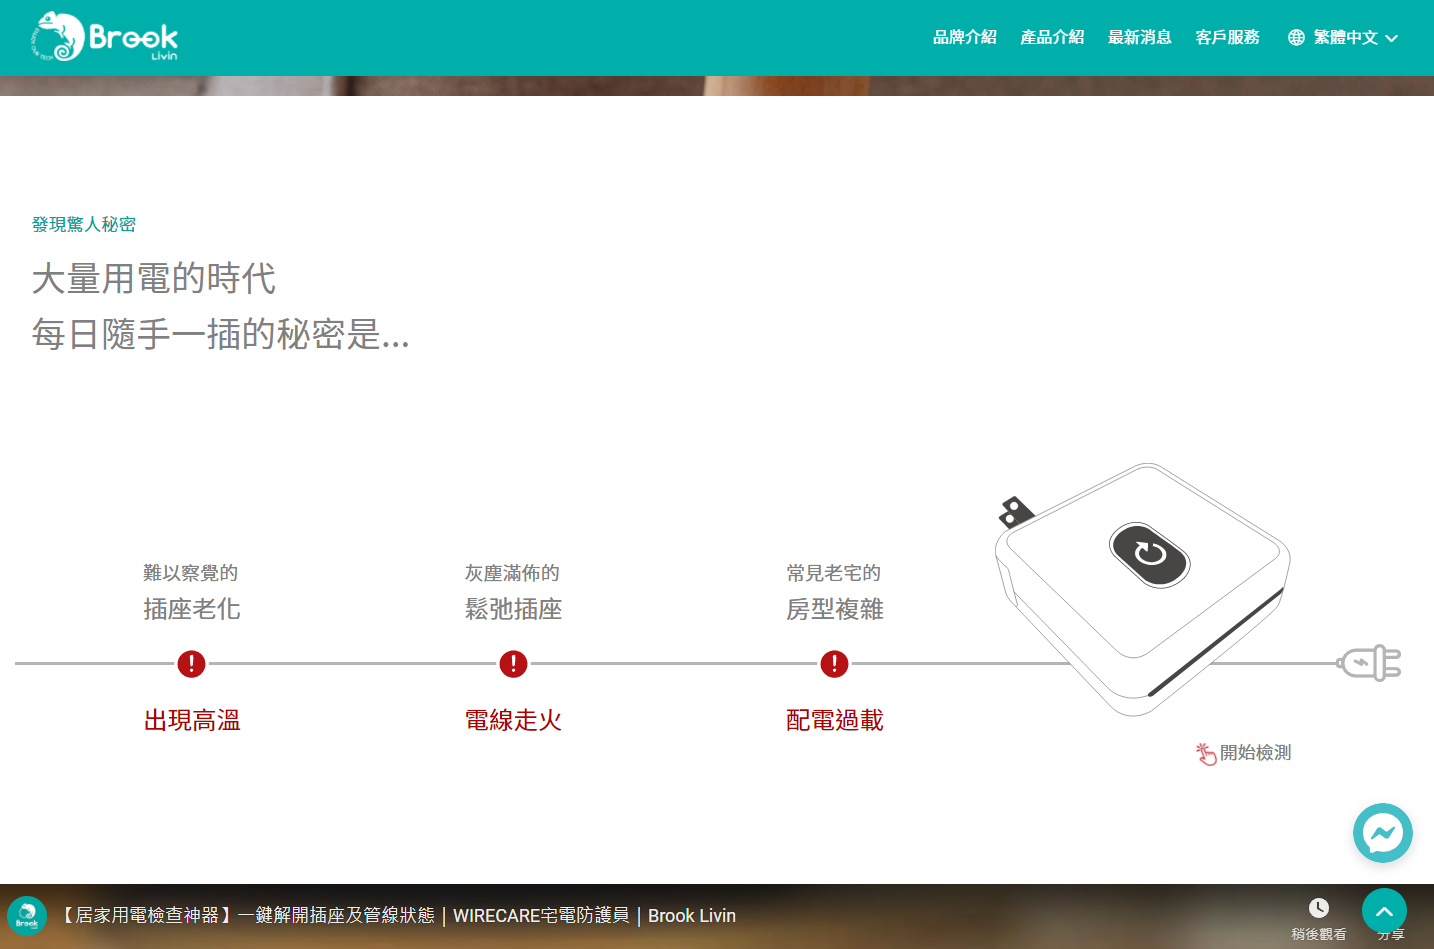 Brook
Livin
品牌介紹 產品介紹 最新消息 客戶服務 繁體中文
發現驚人秘密
大量用電的時代
每日隨手一插的秘密是...
難以察覺的
插座老化
出現高溫
灰塵滿佈的
鬆弛插座
電線走火
常見老宅的
房型複雜
配電過載
開始檢測
Brook
【居家用電檢查神器】一鍵解開插座及管線狀態｜WIRECARE宅電防護員｜Brook Livin
稍後觀看
分享